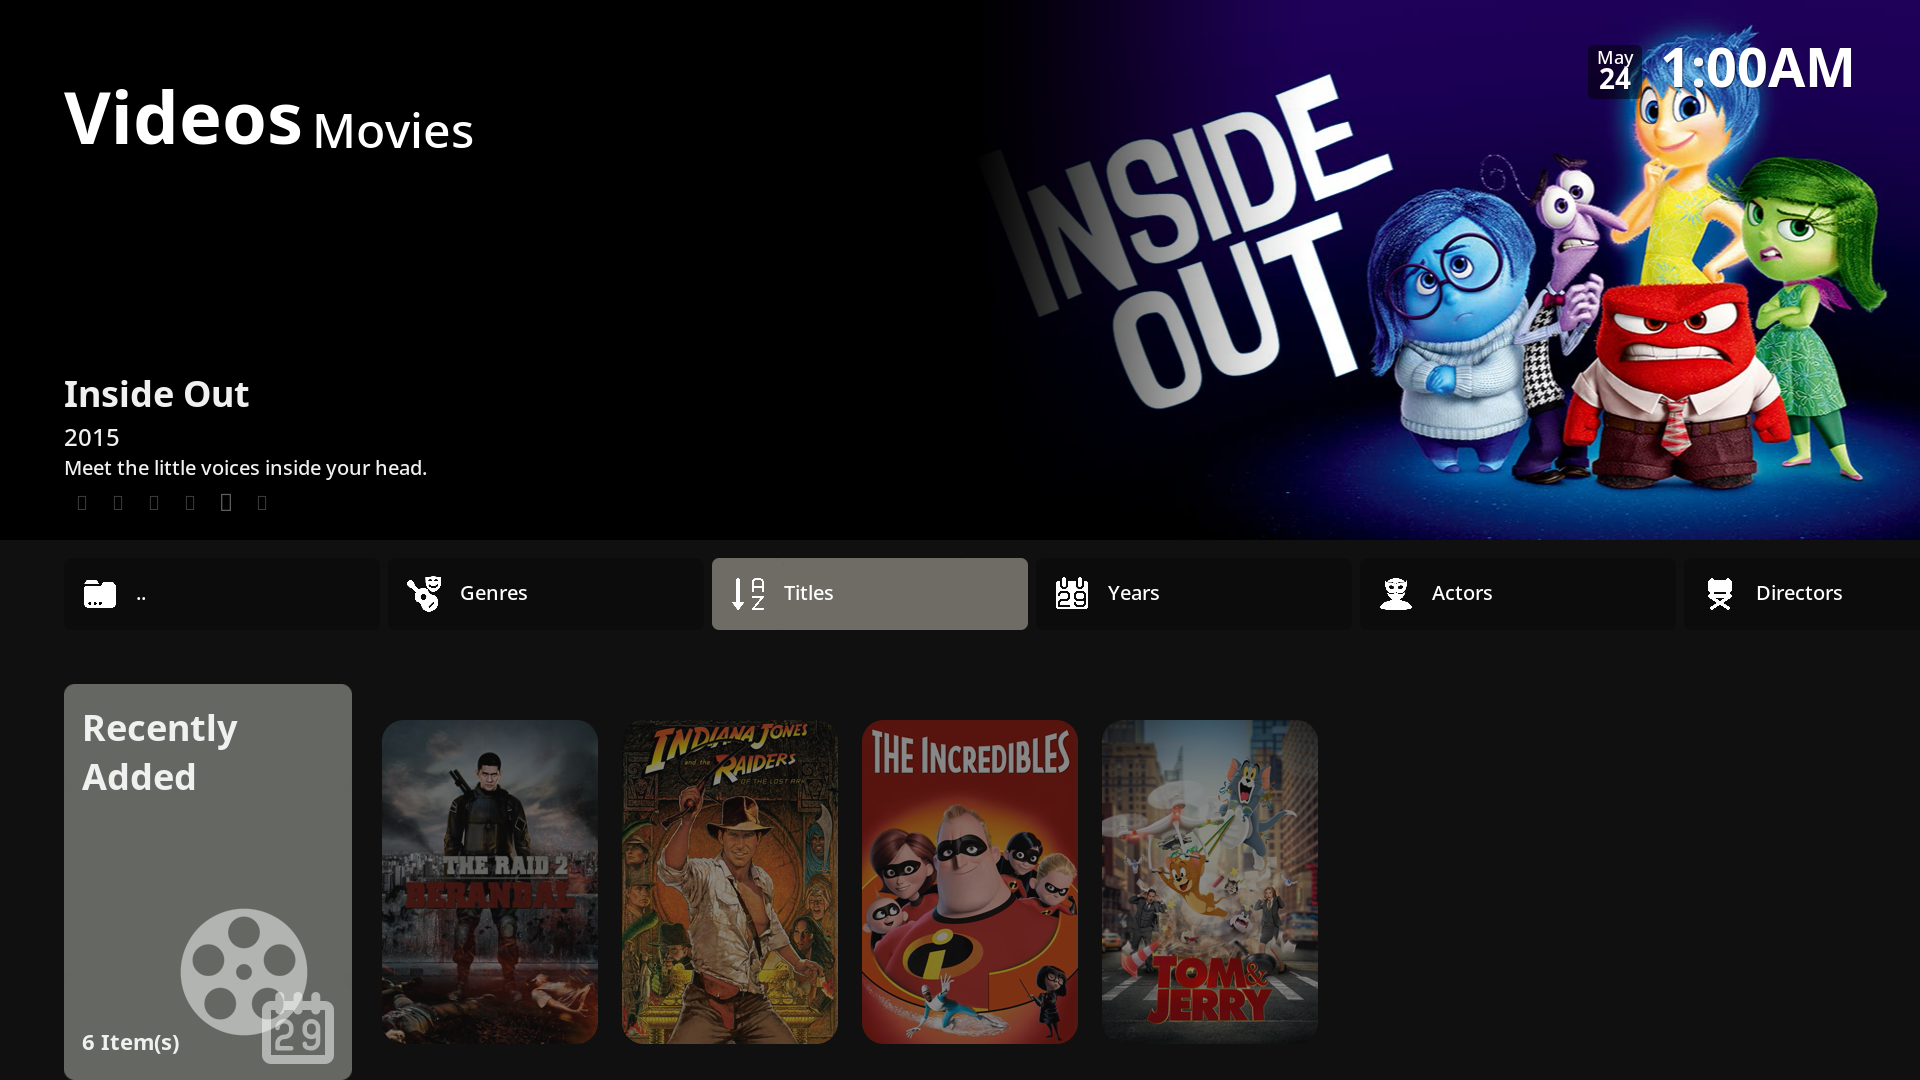 Videos Movies
May
24
1:00AM
INSIDE
OUT
Inside Out
2015
Meet the little voices inside your head.
..
Genres
Titles
Years
Actors
Directors
Recently
Added
6 Item(s)
29
THE RAID 2
BERANDAL
INDIANA JONES
and the
RAIDERS
OF THE LOST ARK
THE INCREDIBLES
TOM &
JERRY